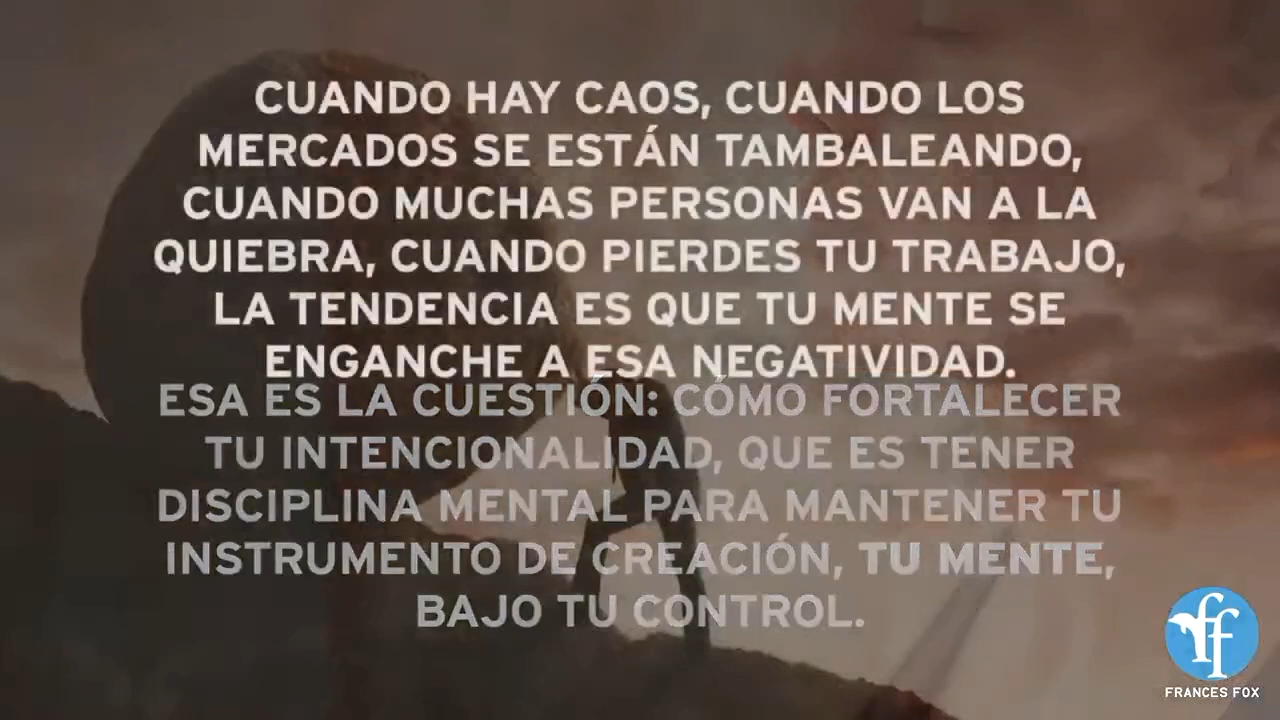 CUANDO HAY CAOS, CUANDO LOS
MERCADOS SE ESTÁN TAMBALEANDO,
CUANDO MUCHAS PERSONAS VAN A LA
QUIEBRA, CUANDO PIERDES TU TRABAJO,
LA TENDENCIA ES QUE TU MENTE SE
ENGANCHE A ESA NEGATIVIDAD.
ESA ES LA CUESTIÓN: CÓMO FORTALECER
TU INTENCIONALIDAD, QUE ES TENER
DISCIPLINA MENTAL PARA MANTENER TU
INSTRUMENTO DE CREACIÓN, TU MENTE,
BAJO TU CONTROL.
ff
FRANCES FOX